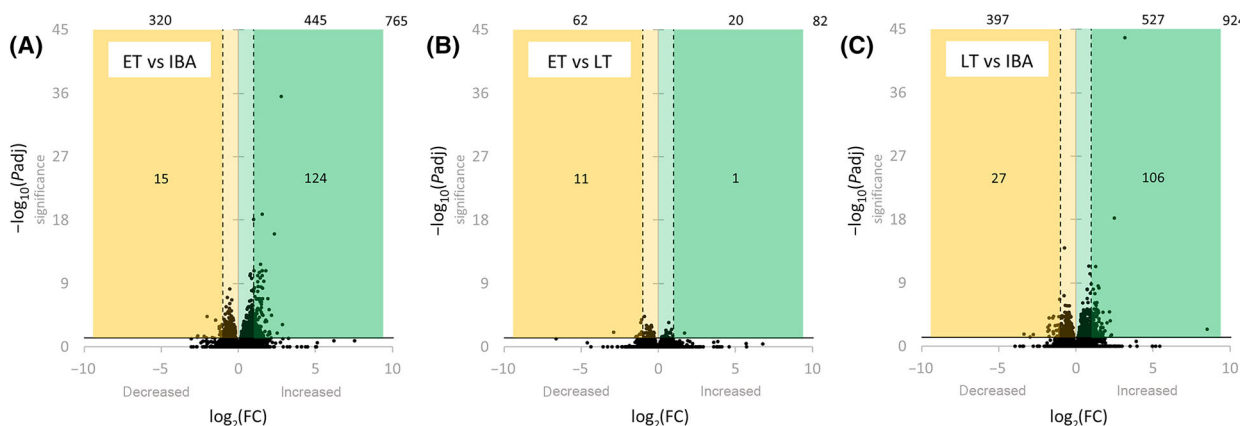 320 445 765
(A)
ET vs IBA
45
36
27
18
9
0
−log₁₀(Padj)
significance
15
124
−10 −5 0 5 10
Decreased Increased
log₂(FC)
62 20 82
(B)
ET vs LT
45
36
27
18
9
0
−log₁₀(Padj)
significance
11
1
−10 −5 0 5 10
Decreased Increased
log₂(FC)
397 527 924
(C)
LT vs IBA
45
36
27
18
9
0
−log₁₀(Padj)
significance
27
106
−10 −5 0 5 10
Decreased Increased
log₂(FC)